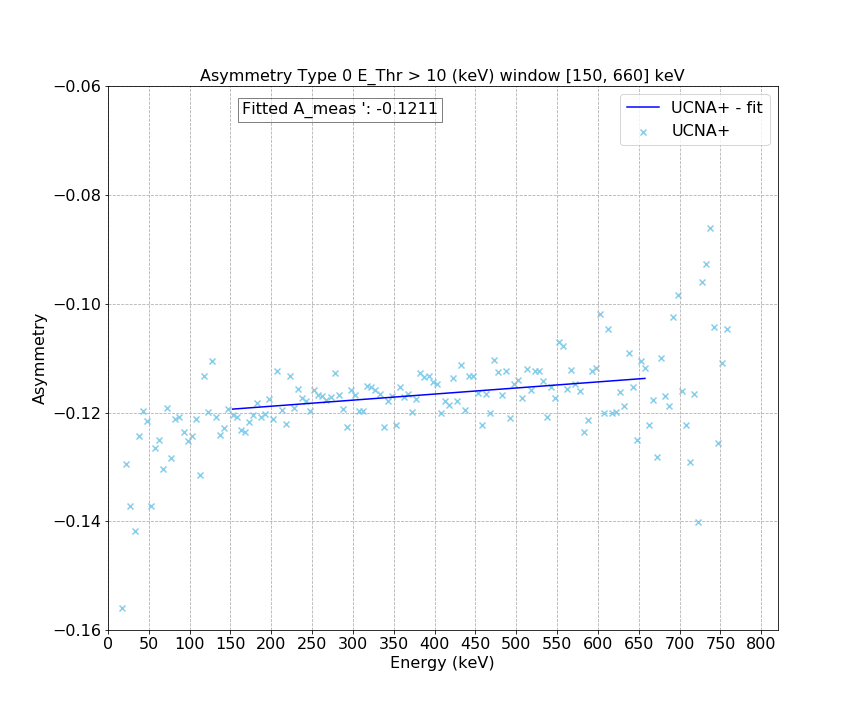 Asymmetry Type 0 E_Thr > 10 (keV) window [150, 660] keV
Fitted A_meas ': -0.1211
UCNA+ - fit
UCNA+
Asymmetry
−0.06
−0.08
−0.10
−0.12
−0.14
−0.16
0 50 100 150 200 250 300 350 400 450 500 550 600 650 700 750 800
Energy (keV)